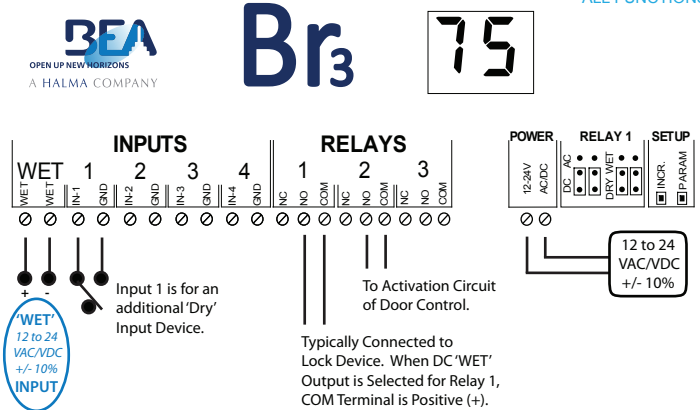 ALL FUNCTIONS
BEA
OPEN UP NEW HORIZONS
A HALMA COMPANY
Br3
75
INPUTS
RELAYS
POWER
RELAY 1
SETUP
WET 1 2 3 4
1 2 3
WET WET IN-1 GND IN-2 GND IN-3 GND IN-4 GND
NC NO COM NC NO COM NC NO COM
12-24V
AC/DC
DC AC
DRY WET
INCR.
PARAM
+ -
'WET'
12 to 24
VAC/VDC
+/- 10%
INPUT
Input 1 is for an
additional 'Dry'
Input Device.
To Activation Circuit
of Door Control.
Typically Connected to
Lock Device. When DC 'WET'
Output is Selected for Relay 1,
COM Terminal is Positive (+).
12 to 24
VAC/VDC
+/- 10%